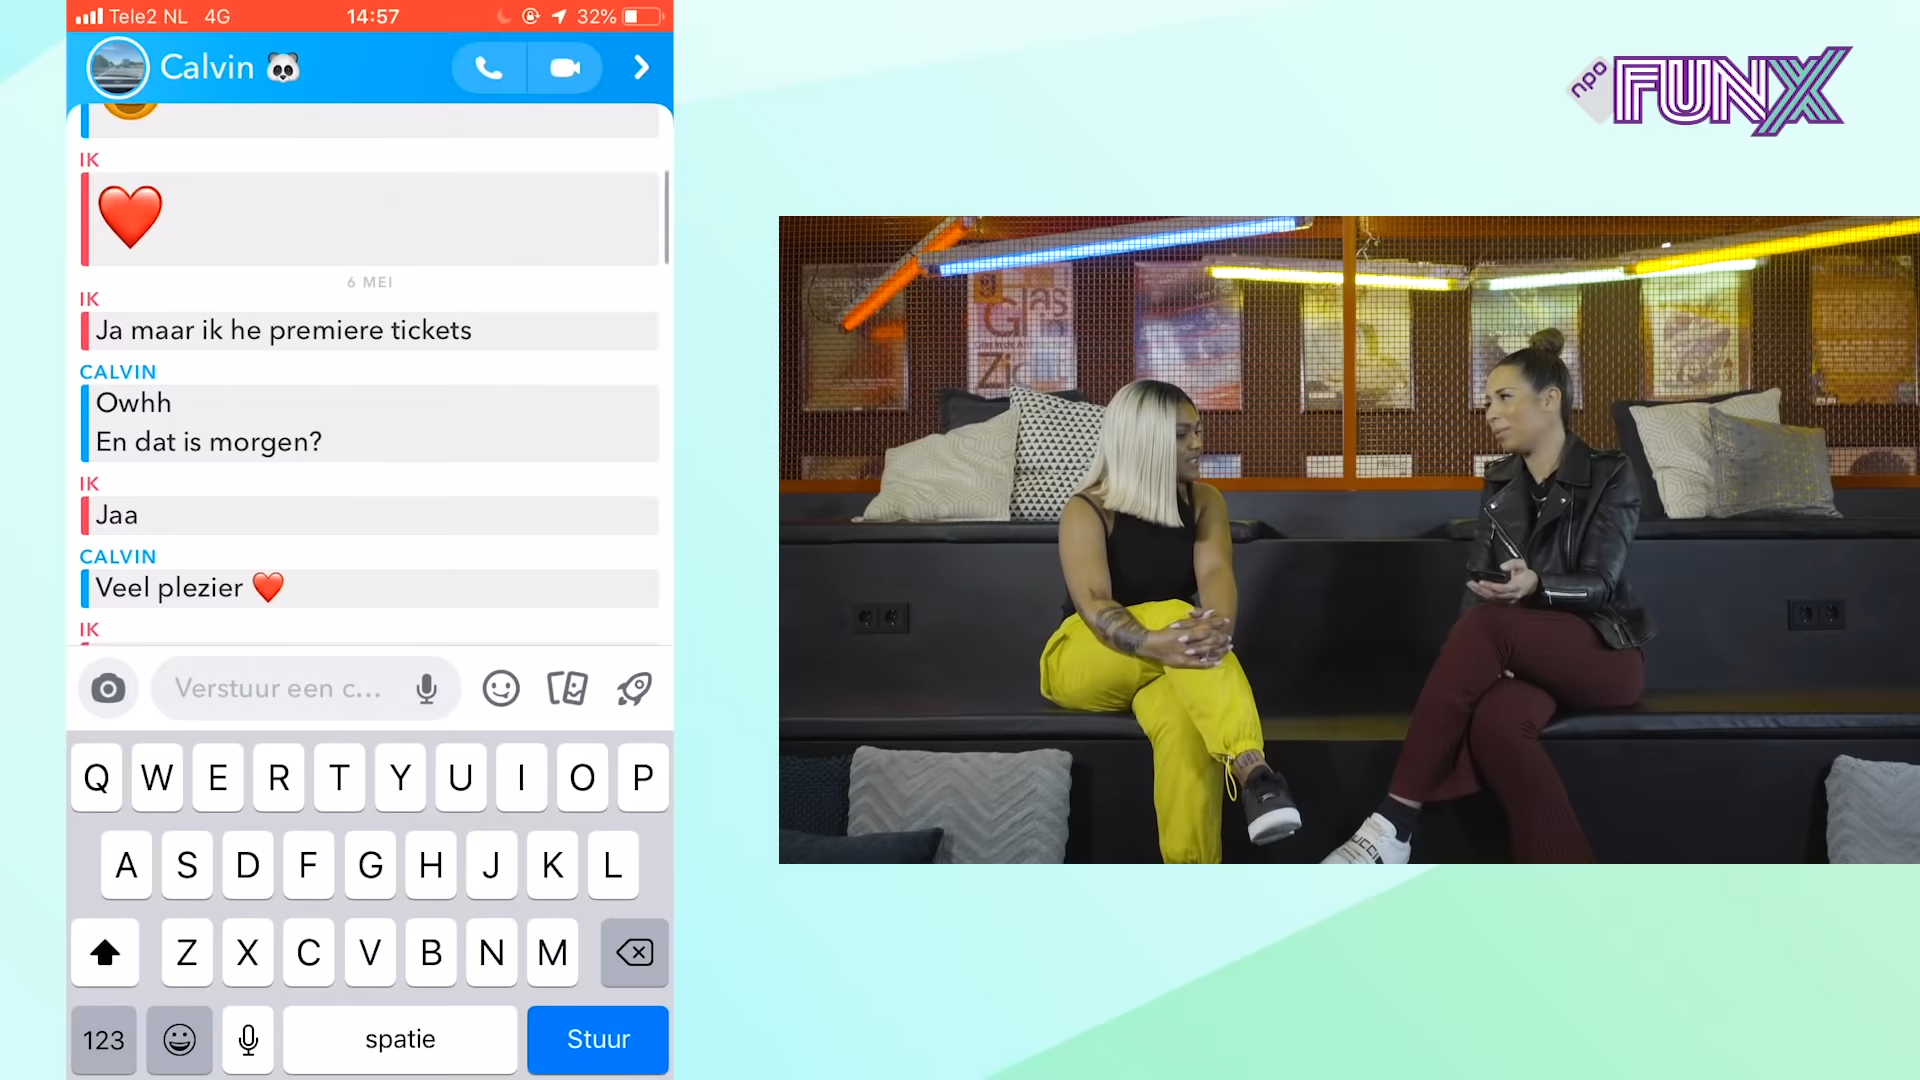 Tele2 NL 4G 14:57 32%
Calvin
IK
6 MEI
IK
Ja maar ik he premiere tickets
CALVIN
Owhh
En dat is morgen?
IK
Jaa
CALVIN
Veel plezier
IK
Verstuur een c...
Q W E R T Y U I O P
A S D F G H J K L
Z X C V B N M
123 spatie Stuur
npo FUNX
Glas